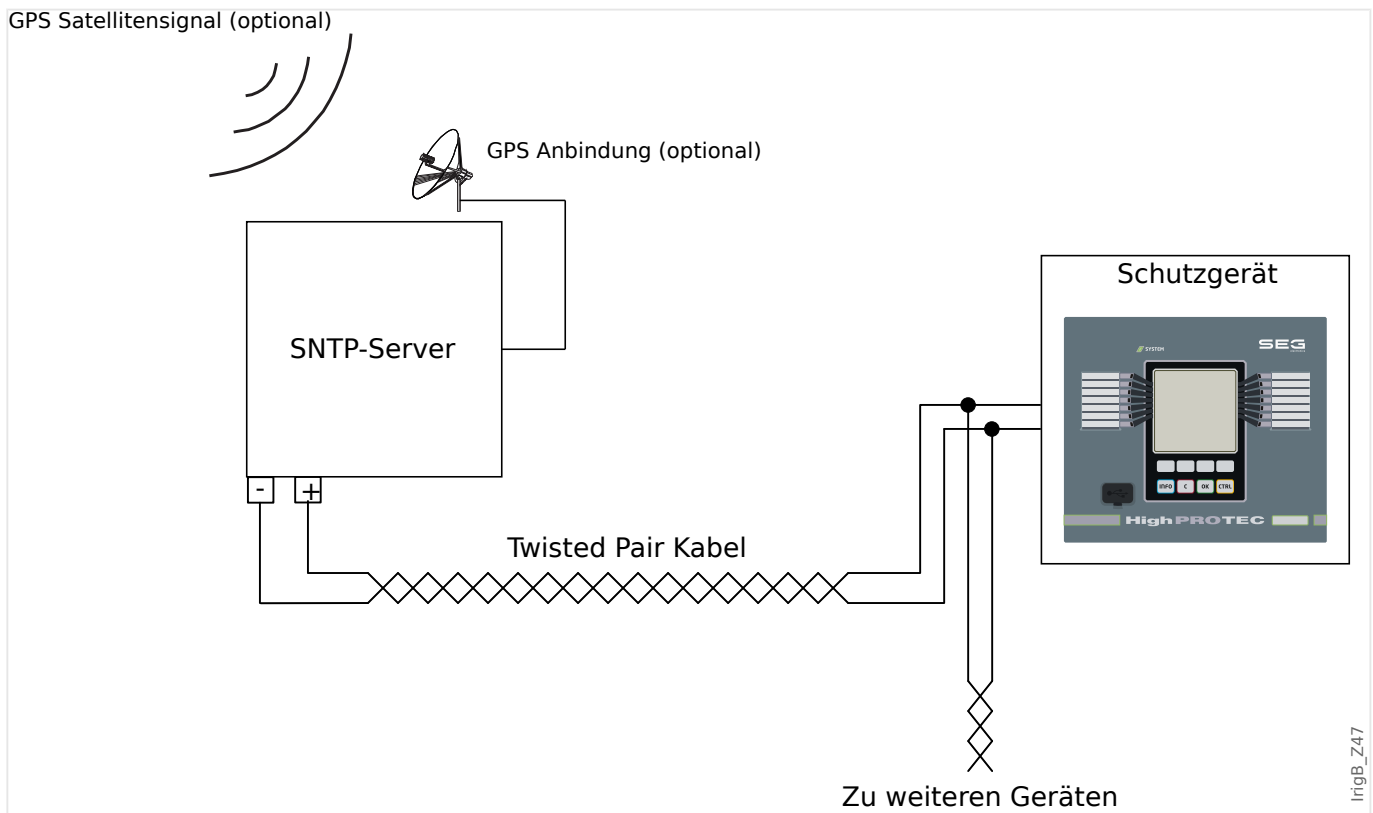 GPS Satellitensignal (optional)
GPS Anbindung (optional)
SNTP-Server
- +
Schutzgerät
SYSTEM
SEG
INFO C OK CTRL
HighPROTEC
Twisted Pair Kabel
Zu weiteren Geräten
IrigB_Z47